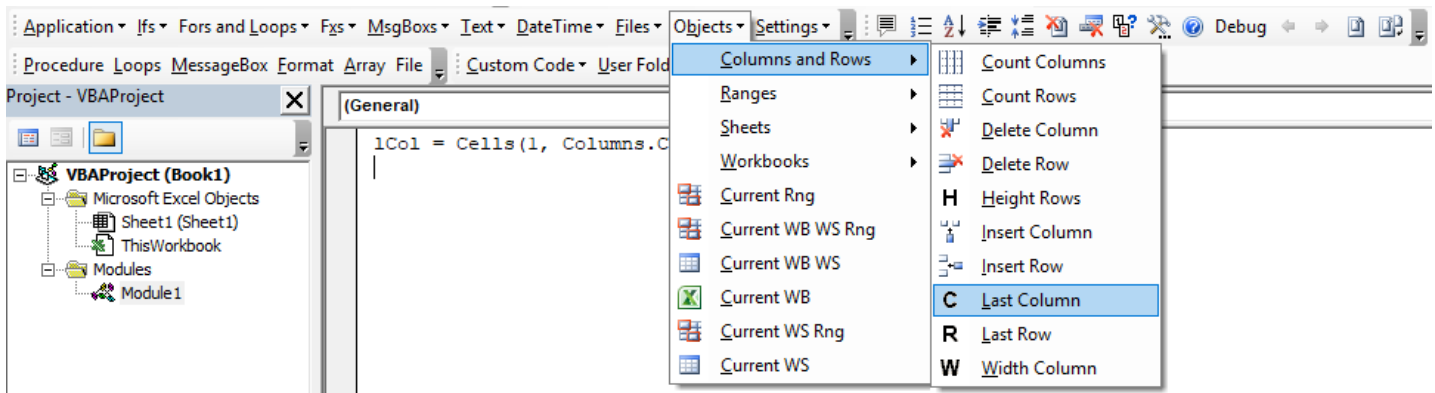 Application Ifs Fors and Loops Fxs MsgBoxs Text DateTime Files Objects Settings Debug
Procedure Loops MessageBox Format Array File Custom Code User Fold
Project - VBAProject
VBAProject (Book1)
Microsoft Excel Objects
Sheet1 (Sheet1)
ThisWorkbook
Modules
Module1
(General)
lCol = Cells(1, Columns.C
Columns and Rows
Ranges
Sheets
Workbooks
Current Rng
Current WB WS Rng
Current WB WS
Current WB
Current WS Rng
Current WS
Count Columns
Count Rows
Delete Column
Delete Row
H Height Rows
Insert Column
Insert Row
C Last Column
R Last Row
W Width Column